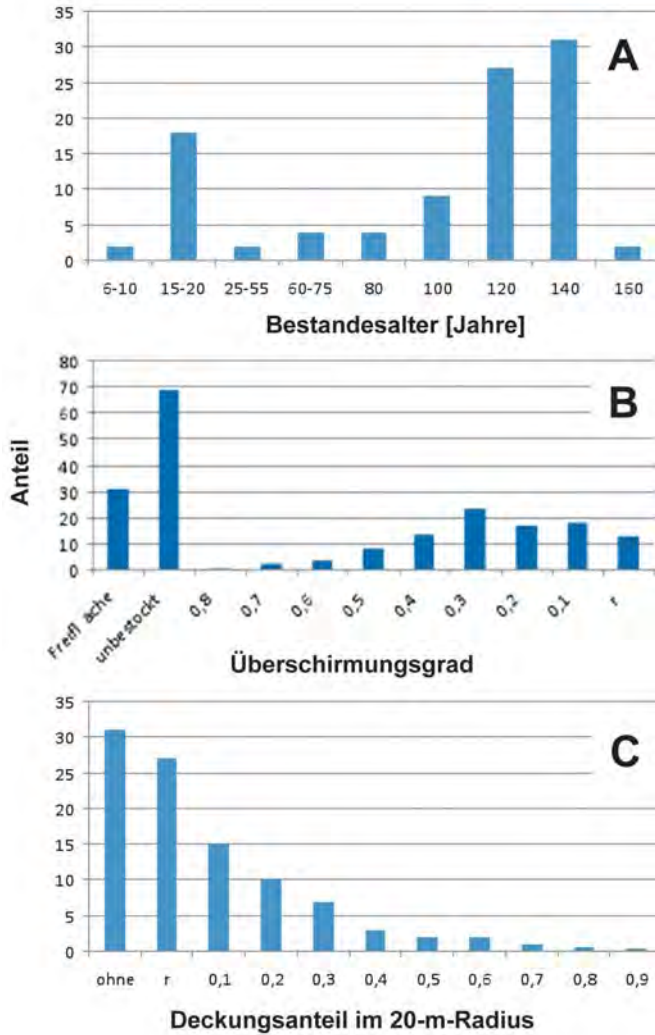 35
30
25
20
15
10
5
0
A
6-10 15-20 25-55 60-75 80 100 120 140 160
Bestandesalter [Jahre]
80
70
60
50
40
30
20
10
0
B
Anteil
Freifl äche unbestockt 0,8 0,7 0,6 0,5 0,4 0,3 0,2 0,1 r
Überschirmungsgrad
35
30
25
20
15
10
5
0
C
ohne r 0,1 0,2 0,3 0,4 0,5 0,6 0,7 0,8 0,9
Deckungsanteil im 20-m-Radius